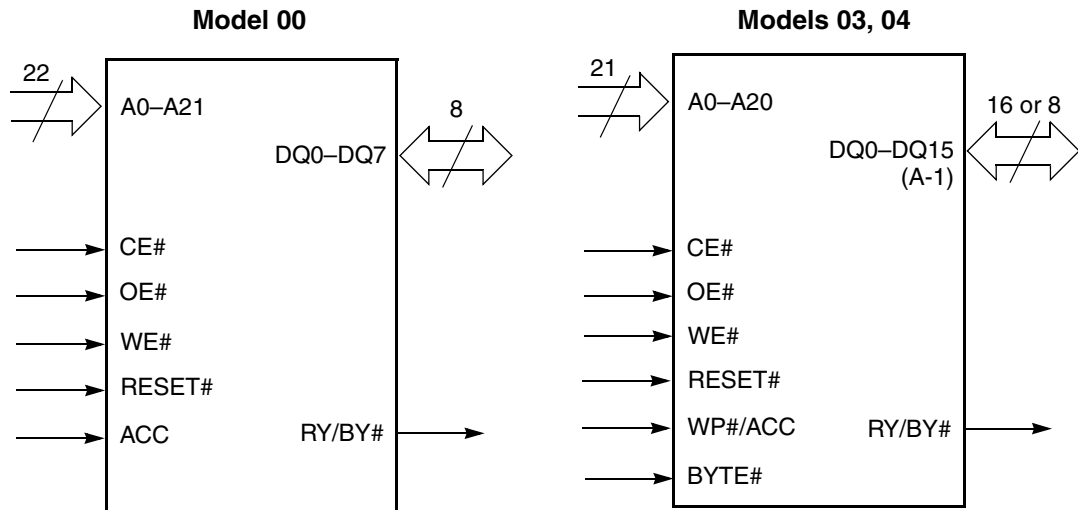 Model 00
22
A0–A21
8
DQ0–DQ7
CE#
OE#
WE#
RESET#
ACC
RY/BY#
Models 03, 04
21
A0–A20
16 or 8
DQ0–DQ15
(A-1)
CE#
OE#
WE#
RESET#
WP#/ACC
RY/BY#
BYTE#